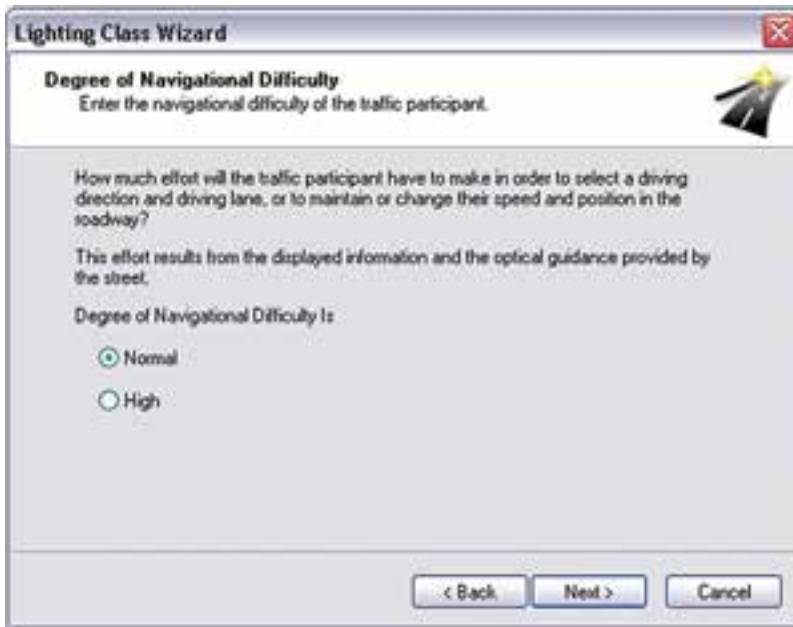 Lighting Class Wizard
Degree of Navigational Difficulty
Enter the navigational difficulty of the traffic participant.
How much effort will the traffic participant have to make in order to select a driving
direction and driving lane, or to maintain or change their speed and position in the
roadway?
This effort results from the displayed information and the optical guidance provided by
the street.
Degree of Navigational Difficulty Is
Normal
High
< Back
Next >
Cancel